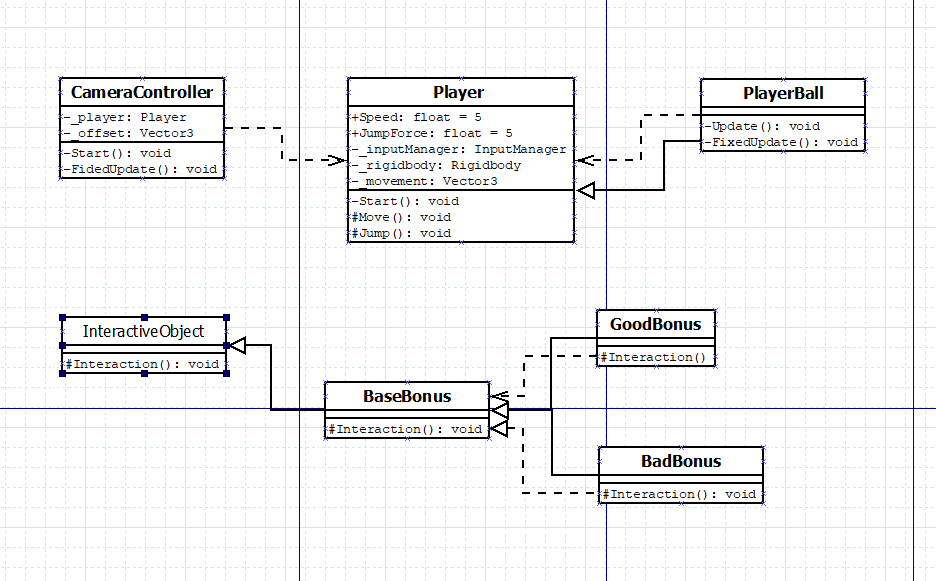 CameraController
-_player: Player
-_offset: Vector3
-Start(): void
-FidedUpdate(): void
Player
+Speed: float = 5
+JumpForce: float = 5
-_inputManager: InputManager
-_rigidbody: Rigidbody
-_movement: Vector3
-Start(): void
#Move(): void
#Jump(): void
PlayerBall
-Update(): void
-FixedUpdate(): void
InteractiveObject
#Interaction(): void
BaseBonus
#Interaction(): void
GoodBonus
#Interaction()
BadBonus
#Interaction(): void